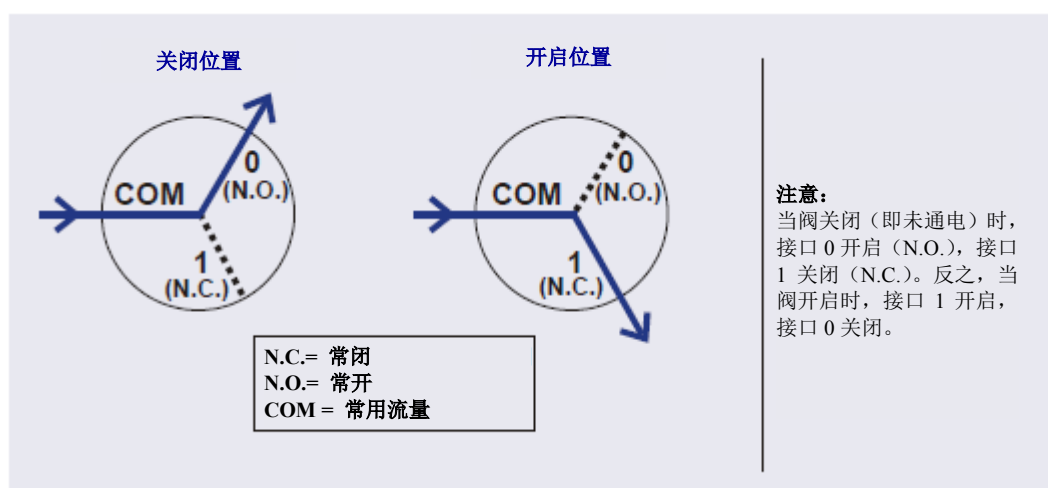 关闭位置
COM
0
(N.O.)
1
(N.C.)
开启位置
COM
0
(N.O.)
1
(N.C.)
N.C.= 常闭
N.O.= 常开
COM = 常用流量
注意:
当阀关闭（即未通电）时，
接口 0 开启（N.O.），接口
1 关闭（N.C.）。反之，当
阀开启时，接口 1 开启，
接口 0 关闭。